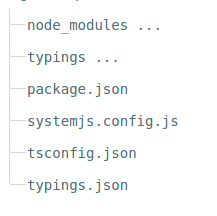 node_modules ...
typings ...
package.json
systemjs.config.js
tsconfig.json
typings.json